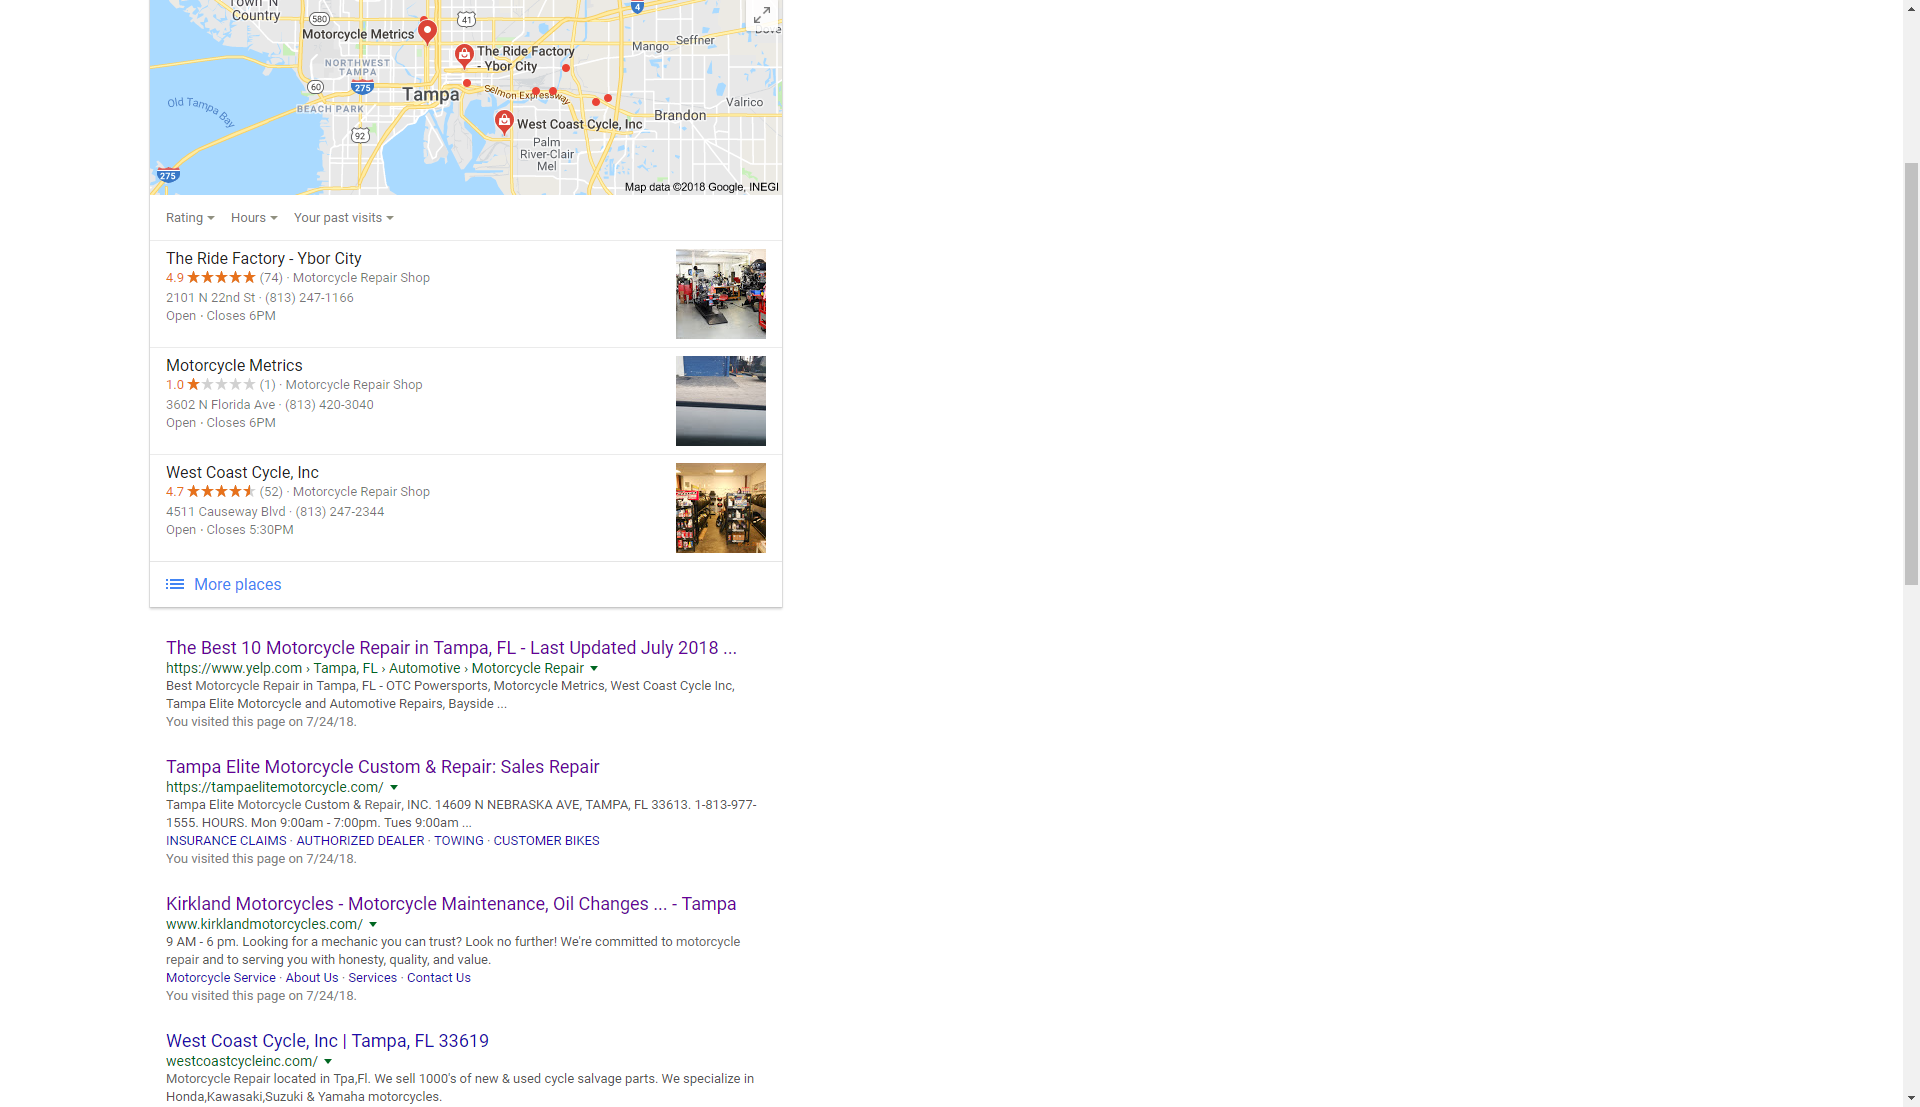 Town 'N'
Country
580
41
4
Motorcycle Metrics
The Ride Factory
- Ybor City
Mango
Seffner
Dover
NORTHWEST
TAMPA
60
275
Tampa
Selmon Expressway
Valrico
Old Tampa Bay
BEACH PARK
Brandon
92
West Coast Cycle, Inc
Palm
River-Clair
Mel
275
Map data ©2018 Google, INEGI
Rating Hours Your past visits
The Ride Factory - Ybor City
4.9 (74) · Motorcycle Repair Shop
2101 N 22nd St · (813) 247-1166
Open · Closes 6PM
Motorcycle Metrics
1.0 (1) · Motorcycle Repair Shop
3602 N Florida Ave · (813) 420-3040
Open · Closes 6PM
West Coast Cycle, Inc
4.7 (52) · Motorcycle Repair Shop
4511 Causeway Blvd · (813) 247-2344
Open · Closes 5:30PM
More places
The Best 10 Motorcycle Repair in Tampa, FL - Last Updated July 2018 ...
https://www.yelp.com › Tampa, FL › Automotive › Motorcycle Repair
Best Motorcycle Repair in Tampa, FL - OTC Powersports, Motorcycle Metrics, West Coast Cycle Inc,
Tampa Elite Motorcycle and Automotive Repairs, Bayside ...
You visited this page on 7/24/18.
Tampa Elite Motorcycle Custom & Repair: Sales Repair
https://tampaelitemotorcycle.com/
Tampa Elite Motorcycle Custom & Repair, INC. 14609 N NEBRASKA AVE, TAMPA, FL 33613. 1-813-977-
1555. HOURS. Mon 9:00am - 7:00pm. Tues 9:00am ...
INSURANCE CLAIMS · AUTHORIZED DEALER · TOWING · CUSTOMER BIKES
You visited this page on 7/24/18.
Kirkland Motorcycles - Motorcycle Maintenance, Oil Changes ... - Tampa
www.kirklandmotorcycles.com/
9 AM - 6 pm. Looking for a mechanic you can trust? Look no further! We're committed to motorcycle
repair and to serving you with honesty, quality, and value.
Motorcycle Service · About Us · Services · Contact Us
You visited this page on 7/24/18.
West Coast Cycle, Inc | Tampa, FL 33619
westcoastcycleinc.com/
Motorcycle Repair located in Tpa,Fl. We sell 1000's of new & used cycle salvage parts. We specialize in
Honda,Kawasaki,Suzuki & Yamaha motorcycles.